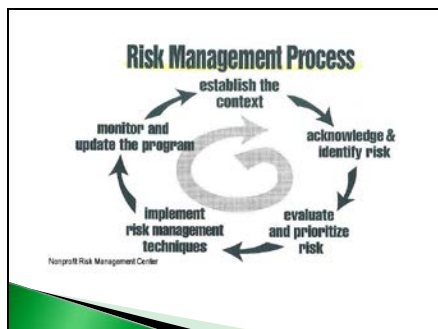 Risk Management Process
establish the
context
acknowledge &
identify risk
evaluate
and prioritize
risk
implement
risk management
techniques
monitor and
update the program
Nonprofit Risk Management Center